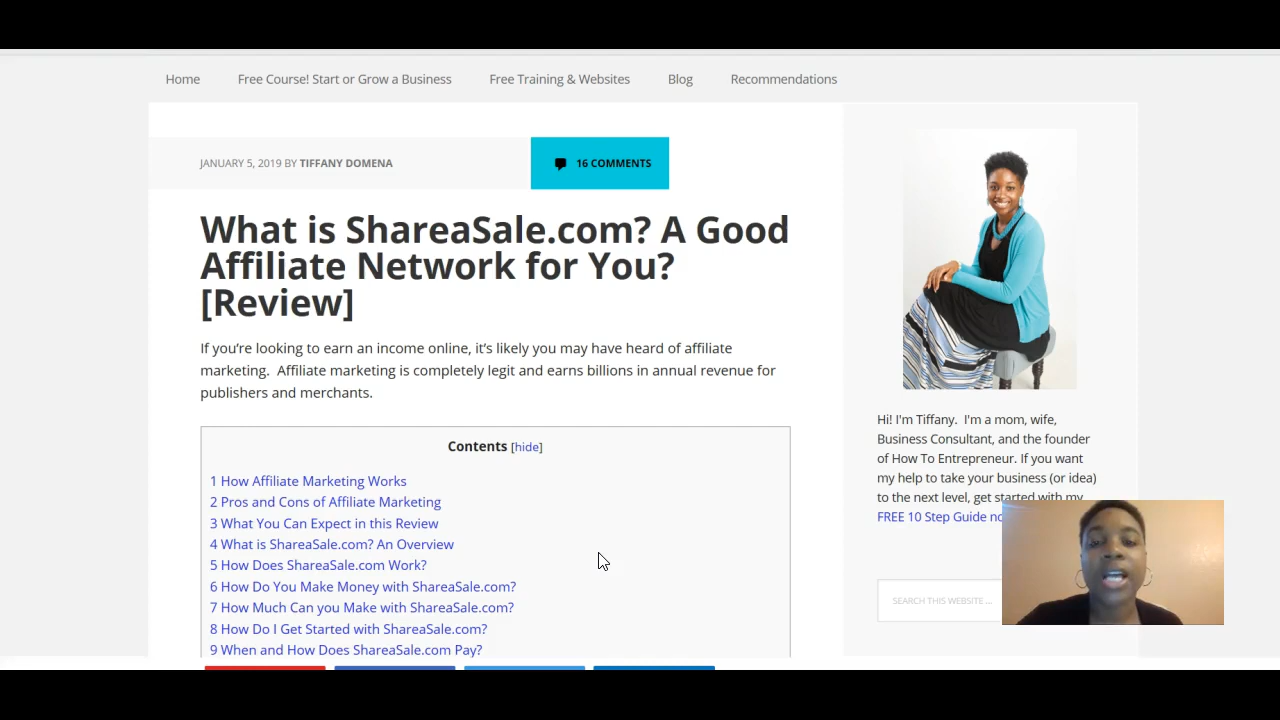 Home Free Course! Start or Grow a Business Free Training & Websites Blog Recommendations
JANUARY 5, 2019 BY TIFFANY DOMENA
16 COMMENTS
What is ShareaSale.com? A Good
Affiliate Network for You?
[Review]
If you’re looking to earn an income online, it’s likely you may have heard of affiliate
marketing.  Affiliate marketing is completely legit and earns billions in annual revenue for
publishers and merchants.
Contents [hide]
1 How Affiliate Marketing Works
2 Pros and Cons of Affiliate Marketing
3 What You Can Expect in this Review
4 What is ShareaSale.com? An Overview
5 How Does ShareaSale.com Work?
6 How Do You Make Money with ShareaSale.com?
7 How Much Can you Make with ShareaSale.com?
8 How Do I Get Started with ShareaSale.com?
9 When and How Does ShareaSale.com Pay?
Hi! I'm Tiffany.  I'm a mom, wife,
Business Consultant, and the founder
of How To Entrepreneur. If you want
my help to take your business (or idea)
to the next level, get started with my
FREE 10 Step Guide
SEARCH THIS WEBSITE ...